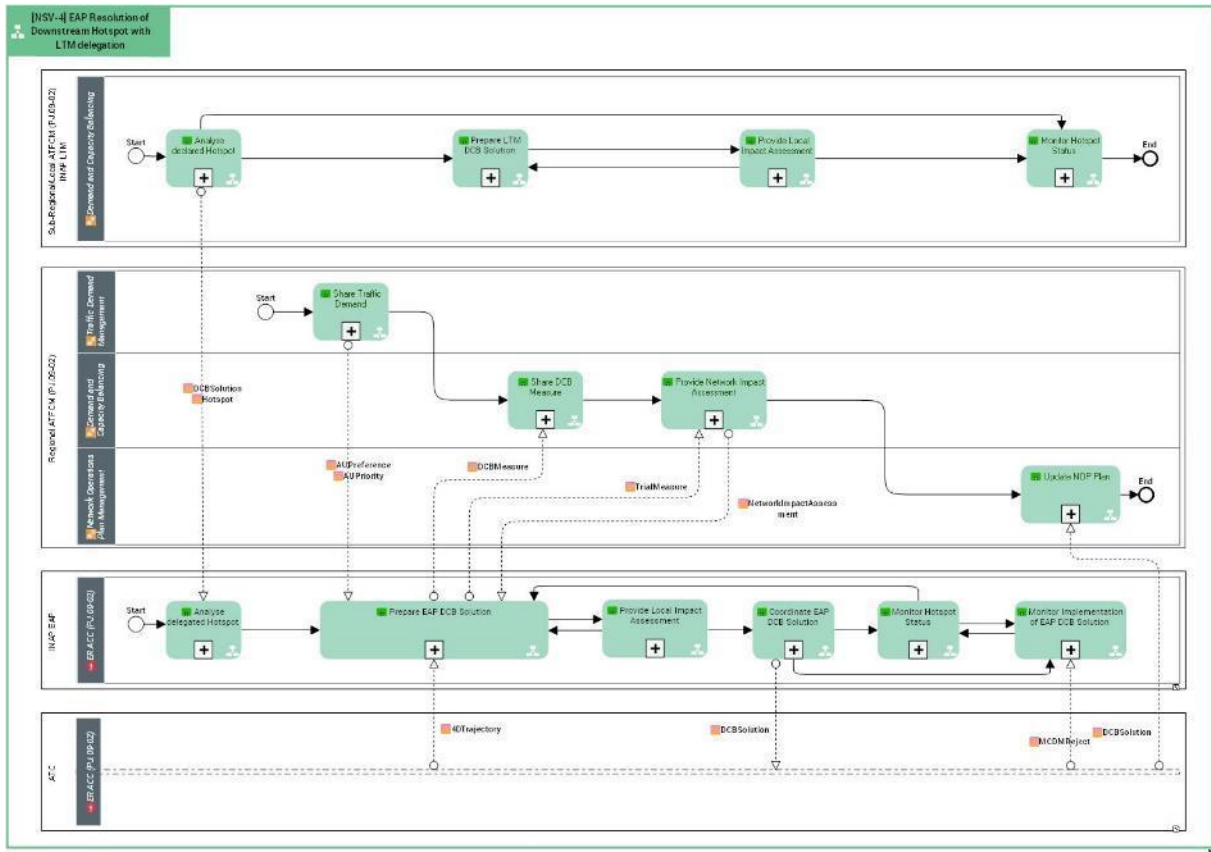 [NSV-4] EAP Resolution of
Downstream Hotspot with
LTM delegation
Sub-Regional/Local ATFCM (PJ.09-02)
INAP LTM
Demand and Capacity Balancing
Start
Analyse
declared Hotspot
Prepare LTM
DCB Solution
Provide Local
Impact Assessment
Monitor Hotspot
Status
End
Regional ATFCM (PJ.09-02)
Traffic Demand
Management
Start
Share Traffic
Demand
Demand and
Capacity Balancing
DCBSolution
Hotspot
Share DCB
Measure
Provide Network Impact
Assessment
Network Operations
Plan Management
AUPreference
AUPriority
DCBMeasure
TrialMeasure
NetworkImpactAssess
ment
Update NOP Plan
End
INAP EAP
ER ACC (PJ.09-02)
Start
Analyse
delegated Hotspot
Prepare EAP DCB Solution
Provide Local Impact
Assessment
Coordinate EAP
DCB Solution
Monitor Hotspot
Status
Monitor Implementation
of EAP DCB Solution
ATC
ER ACC (PJ.09-02)
4DTrajectory
DCBSolution
MCDMReject
DCBSolution